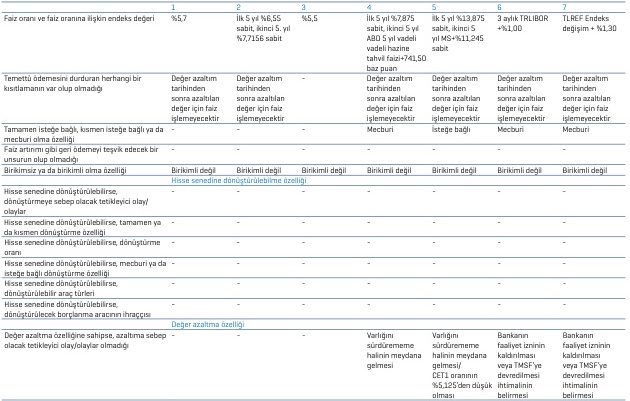 1 2 3 4 5 6 7
Faiz oranı ve faiz oranına ilişkin endeks değeri %5,7 İlk 5 yıl %6,55 %5,5 İlk 5 yıl %7,875 İlk 5 yıl %13,875 3 aylık TRLIBOR TLREF Endeks
sabit, ikinci 5. yıl sabit, ikinci 5 yıl sabit, ikinci 5 +%1,00 değişim + %1,30
%7,7156 sabit ABD 5 yıl vadeli yıl MS+%11,245
vadeli hazine sabit
tahvil faizi+741,50
baz puan
Temettü ödemesini durduran herhangi bir Değer azaltım Değer azaltım - Değer azaltım Değer azaltım Değer azaltım Değer azaltım
kısıtlamanın var olup olmadığı tarihinden tarihinden tarihinden tarihinden tarihinden tarihinden
sonra azaltılan sonra azaltılan sonra azaltılan sonra azaltılan sonra azaltılan sonra azaltılan
değer için faiz değer için faiz değer için faiz değer için faiz değer için faiz değer için faiz
işlemeyecektir işlemeyecektir işlemeyecektir işlemeyecektir işlemeyecektir işlemeyecektir
Tamamen isteğe bağlı, kısmen isteğe bağlı ya da - - - Mecburi İsteğe bağlı Mecburi Mecburi
mecburi olma özelliği
Faiz artırımı gibi geri ödemeyi teşvik edecek bir - - - - - - -
unsurun olup olmadığı
Birikimsiz ya da birikimli olma özelliği Birikimli değil Birikimli değil Birikimli değil Birikimli değil Birikimli değil Birikimli değil Birikimli değil
Hisse senedine dönüştürülebilme özelliği
Hisse senedine dönüştürülebilirse, - - - - - - -
dönüştürmeye sebep olacak tetikleyici olay/
olaylar
Hisse senedine dönüştürülebilirse, tamamen ya - - - - - - -
da kısmen dönüştürme özelliği
Hisse senedine dönüştürülebilirse, dönüştürme - - - - - - -
oranı
Hisse senedine dönüştürülebilirse, mecburi ya da - - - - - - -
isteğe bağlı dönüştürme özelliği
Hisse senedine dönüştürülebilirse, - - - - - - -
dönüştürülebilir araç türleri
Hisse senedine dönüştürülebilirse, - - - - - - -
dönüştürülecek borçlanma aracının ihraççısı
Değer azaltma özelliği
Değer azaltma özelliğine sahipse, azaltıma sebep - - - Varlığını Varlığını Bankanın Bankanın
olacak tetikleyici olay/olaylar olmadığı sürdürememe sürdürememe faaliyet izninin faaliyet izninin
halinin meydana halinin meydana kaldırılması kaldırılması
gelmesi gelmesi/ veya TMSF'ye veya TMSF'ye
CET1 oranının devredilmesi devredilmesi
%5,125'den düşük ihtimalinin ihtimalinin
olması belirmesi belirmesi